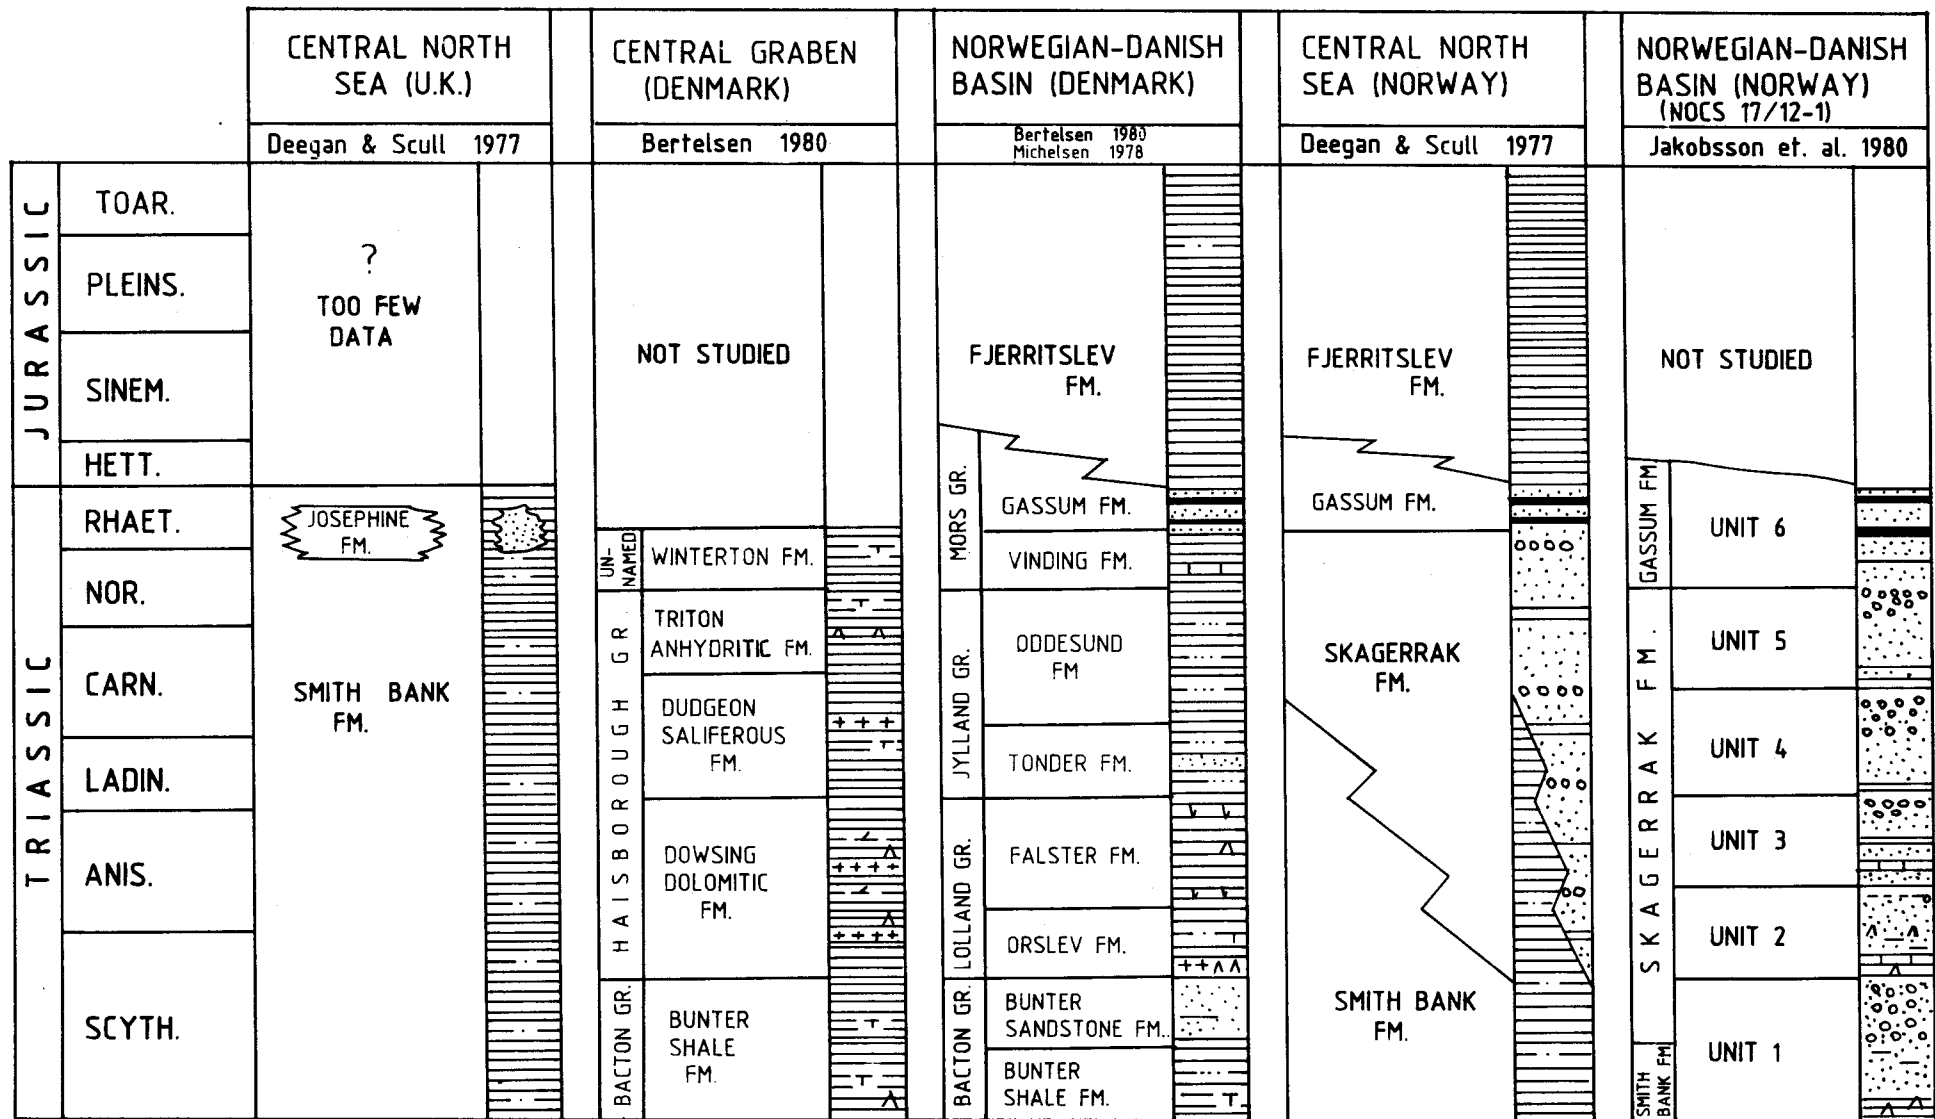 CENTRAL NORTH
SEA (U.K.)
Deegan & Scull 1977
CENTRAL GRABEN
(DENMARK)
Bertelsen 1980
NORWEGIAN-DANISH
BASIN (DENMARK)
Bertelsen 1980
Michelsen 1978
CENTRAL NORTH
SEA (NORWAY)
Deegan & Scull 1977
NORWEGIAN-DANISH
BASIN (NORWAY)
(NOCS 17/12-1)
Jakobsson et. al. 1980
JURASSIC
TOAR.
PLEINS.
SINEM.
HETT.
TRIASSIC
RHAET.
NOR.
CARN.
LADIN.
ANIS.
SCYTH.
?
TOO FEW
DATA
JOSEPHINE
FM.
SMITH BANK
FM.
NOT STUDIED
UN-
NAMED
WINTERTON FM.
HAISBOROUGH GR
TRITON
ANHYDRITIC FM.
DUDGEON
SALIFEROUS
FM.
DOWSING
DOLOMITIC
FM.
BACTON GR.
BUNTER
SHALE
FM.
FJERRITSLEV
FM.
MORS GR.
GASSUM FM.
VINDING FM.
JYLLAND GR.
ODDESUND
FM
TONDER FM.
LOLLAND GR.
FALSTER FM.
ORSLEV FM.
BACTON GR.
BUNTER
SANDSTONE FM.
BUNTER
SHALE FM.
FJERRITSLEV
FM.
GASSUM FM.
SKAGERRAK
FM.
SMITH BANK
FM.
NOT STUDIED
GASSUM FM
UNIT 6
SKAGERRAK FM.
UNIT 5
UNIT 4
UNIT 3
UNIT 2
UNIT 1
SMITH
BANK FM